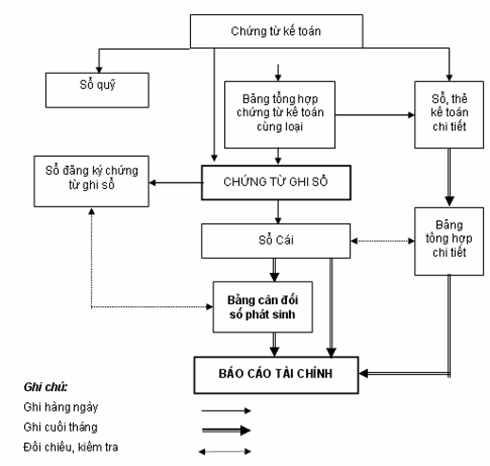 Chứng từ kế toán
Sổ quỹ
Bảng tổng hợp
chứng từ kế toán
cùng loại
Sổ, thẻ
kế toán
chi tiết
Sổ đăng ký chứng
từ ghi sổ
CHỨNG TỪ GHI SỔ
Sổ Cái
Bảng
tổng hợp
chi tiết
Bảng cân đối
số phát sinh
BÁO CÁO TÀI CHÍNH
Ghi chú:
Ghi hàng ngày
Ghi cuối tháng
Đối chiếu, kiểm tra